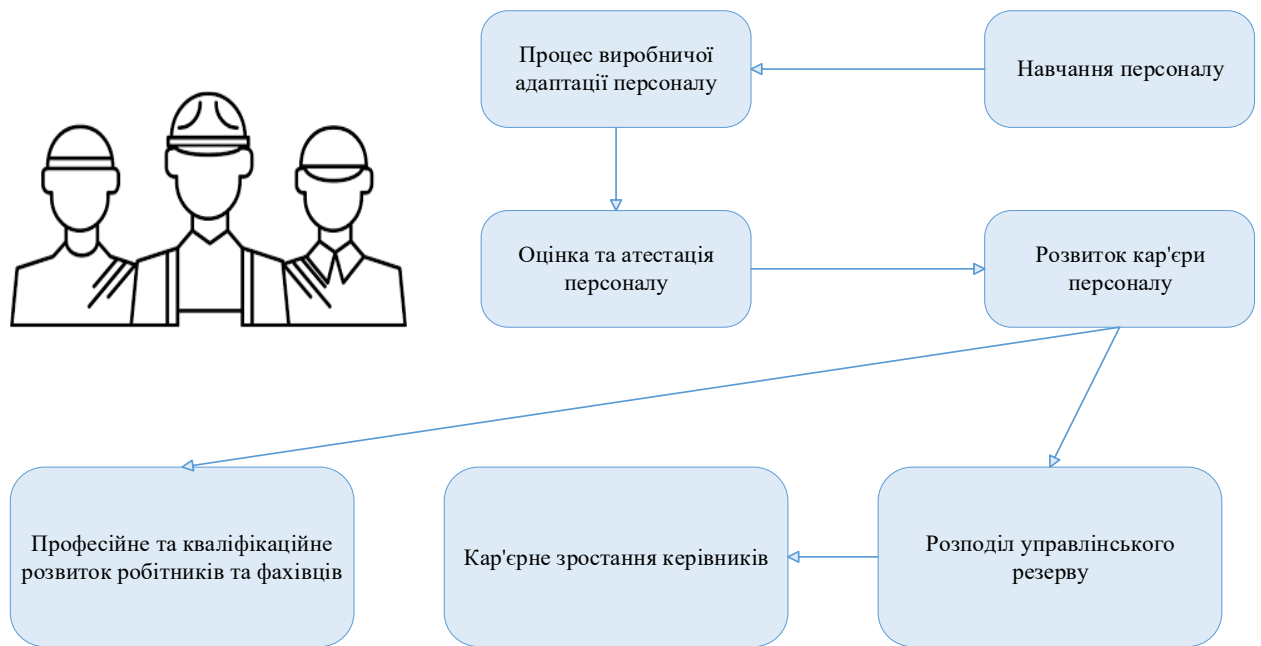 Процес виробничої
адаптації персоналу
Навчання персоналу
Оцінка та атестація
персоналу
Розвиток кар'єри
персоналу
Професійне та кваліфікаційне
розвиток робітників та фахівців
Кар'єрне зростання керівників
Розподіл управлінського
резерву